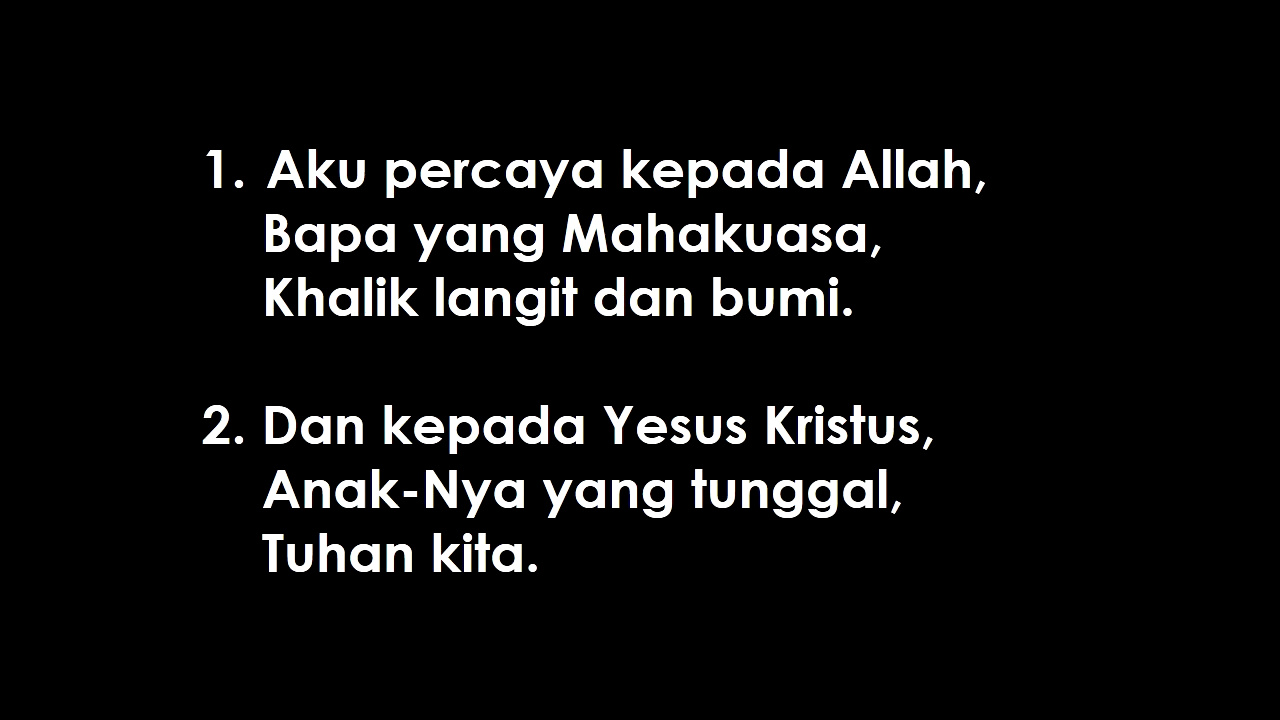 1. Aku percaya kepada Allah,
Bapa yang Mahakuasa,
Khalik langit dan bumi.
2. Dan kepada Yesus Kristus,
Anak-Nya yang tunggal,
Tuhan kita.